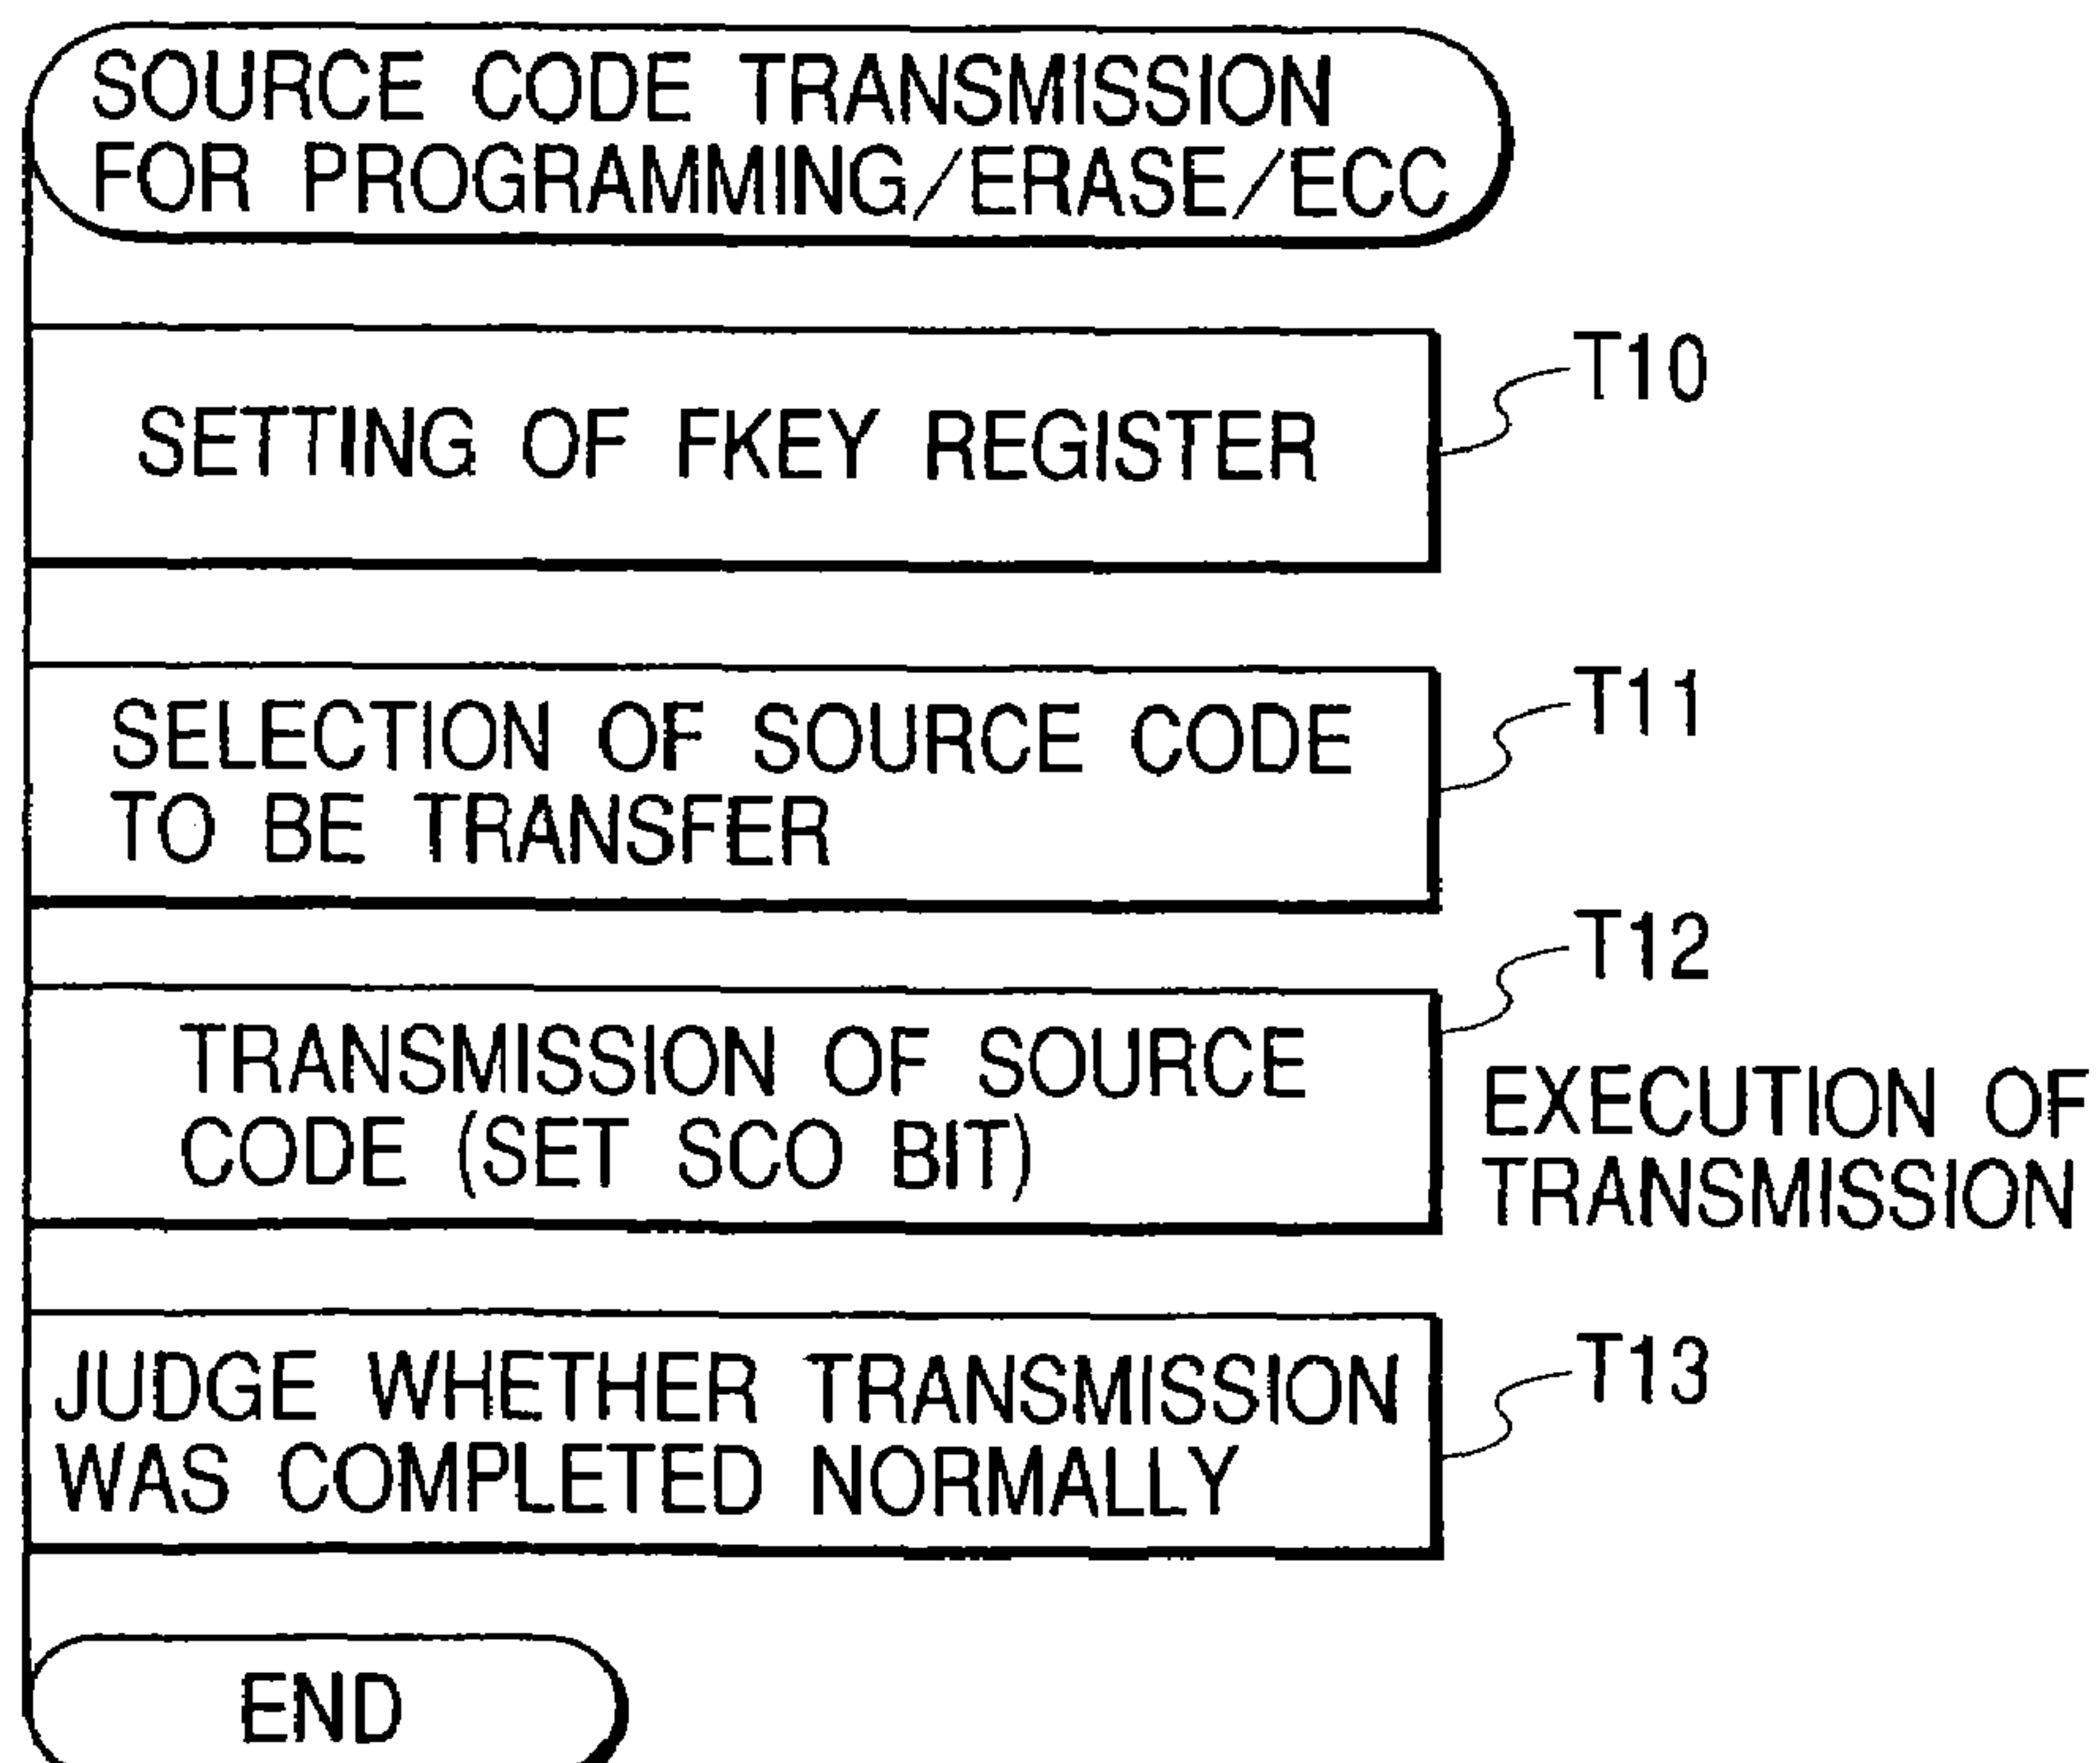 SOURCE CODE TRANSMISSION
FOR PROGRAMMING/ERASE/ECC
T10
SETTING OF FKEY REGISTER
T11
SELECTION OF SOURCE CODE
TO BE TRANSFER
T12
TRANSMISSION OF SOURCE
CODE (SET SCO BIT)
EXECUTION OF
TRANSMISSION
T13
JUDGE WHETHER TRANSMISSION
WAS COMPLETED NORMALLY
END